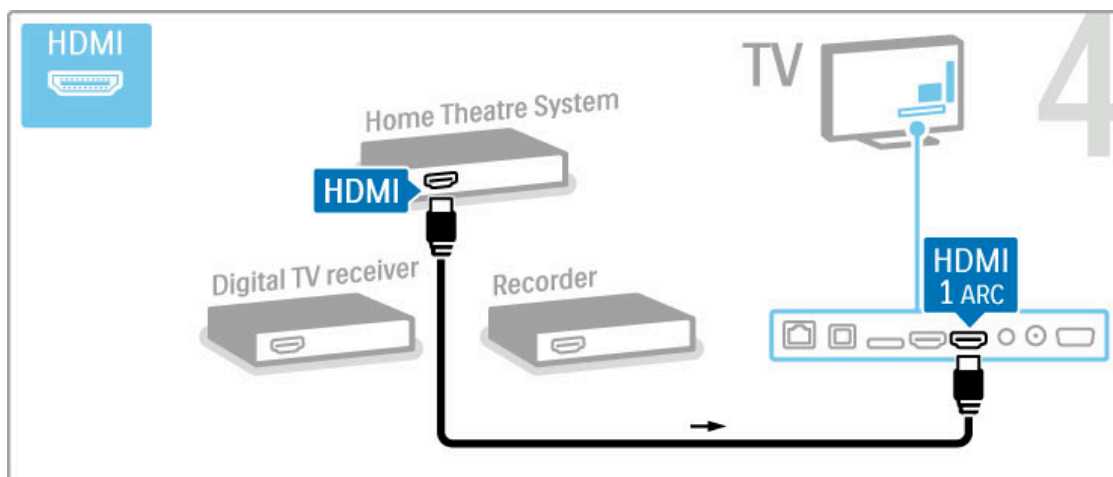 HDMI
TV
4
Home Theatre System
HDMI
Digital TV receiver
Recorder
HDMI
1 ARC